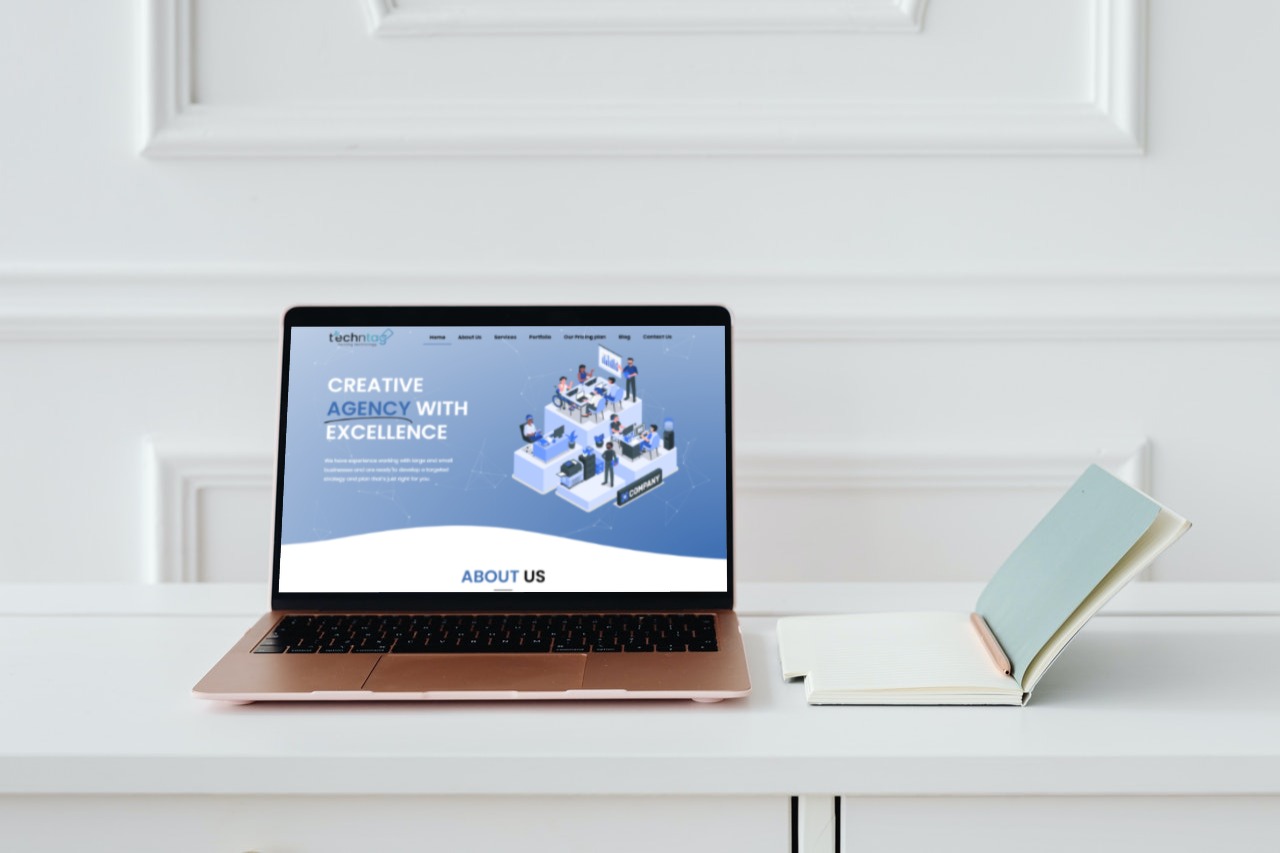 techntag
Home About Us Services Portfolio Our Pricing plan Blog Contact Us
CREATIVE
AGENCY WITH
EXCELLENCE
We have experience working with large and small
businesses and are ready to develop a targeted
strategy and plan that's just right for you.
COMPANY
ABOUT US